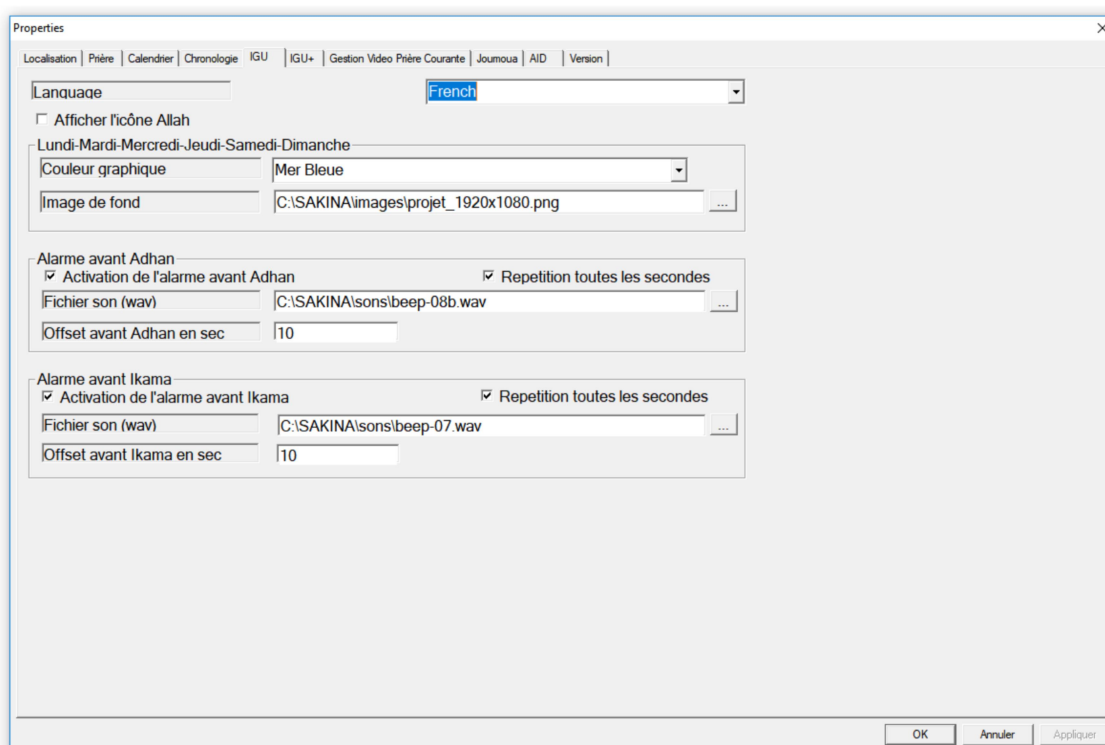 Properties
Localisation Prière Calendrier Chronologie IGU IGU+ Gestion Video Prière Courante Joumoua AID Version
Language French
Afficher l'icône Allah
Lundi-Mardi-Mercredi-Jeudi-Samedi-Dimanche
Couleur graphique Mer Bleue
Image de fond C:\SAKINA\images\projet_1920x1080.png ...
Alarme avant Adhan
Activation de l'alarme avant Adhan Repetition toutes les secondes
Fichier son (wav) C:\SAKINA\sons\beep-08b.wav ...
Offset avant Adhan en sec 10
Alarme avant Ikama
Activation de l'alarme avant Ikama Repetition toutes les secondes
Fichier son (wav) C:\SAKINA\sons\beep-07.wav ...
Offset avant Ikama en sec 10
OK Annuler Appliquer